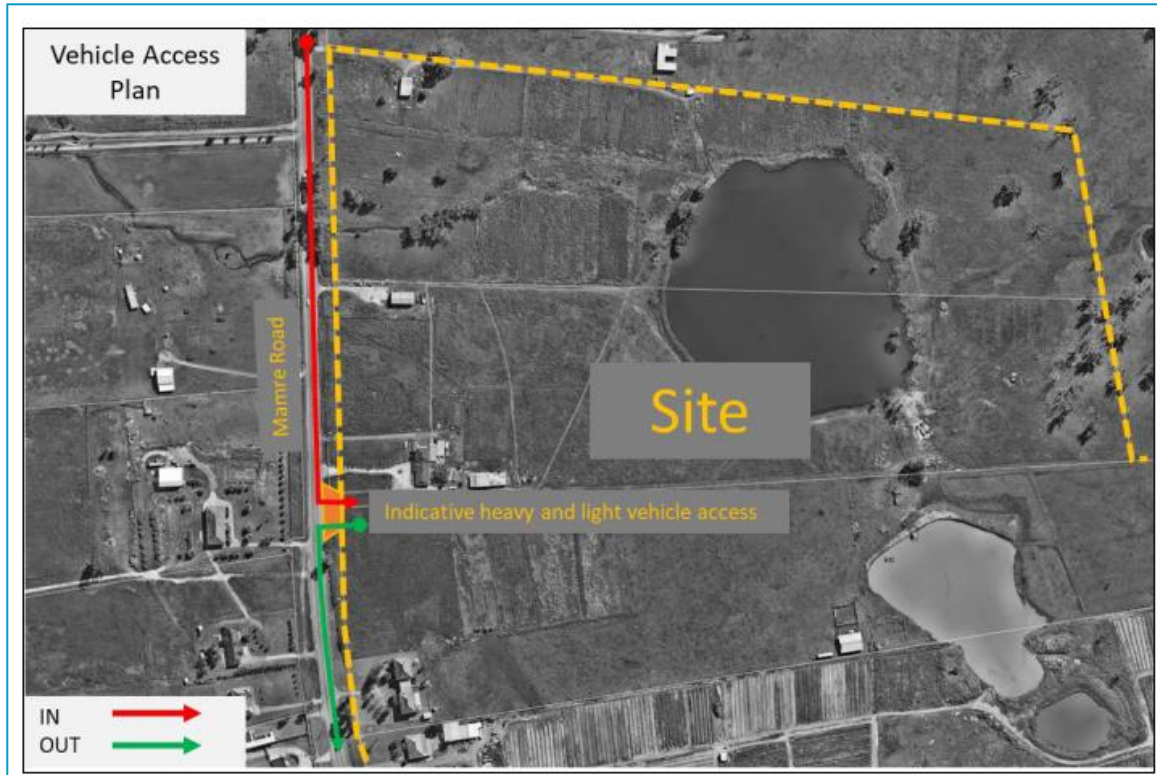 Vehicle Access
Plan
Mamre Road
Site
Indicative heavy and light vehicle access
IN
OUT